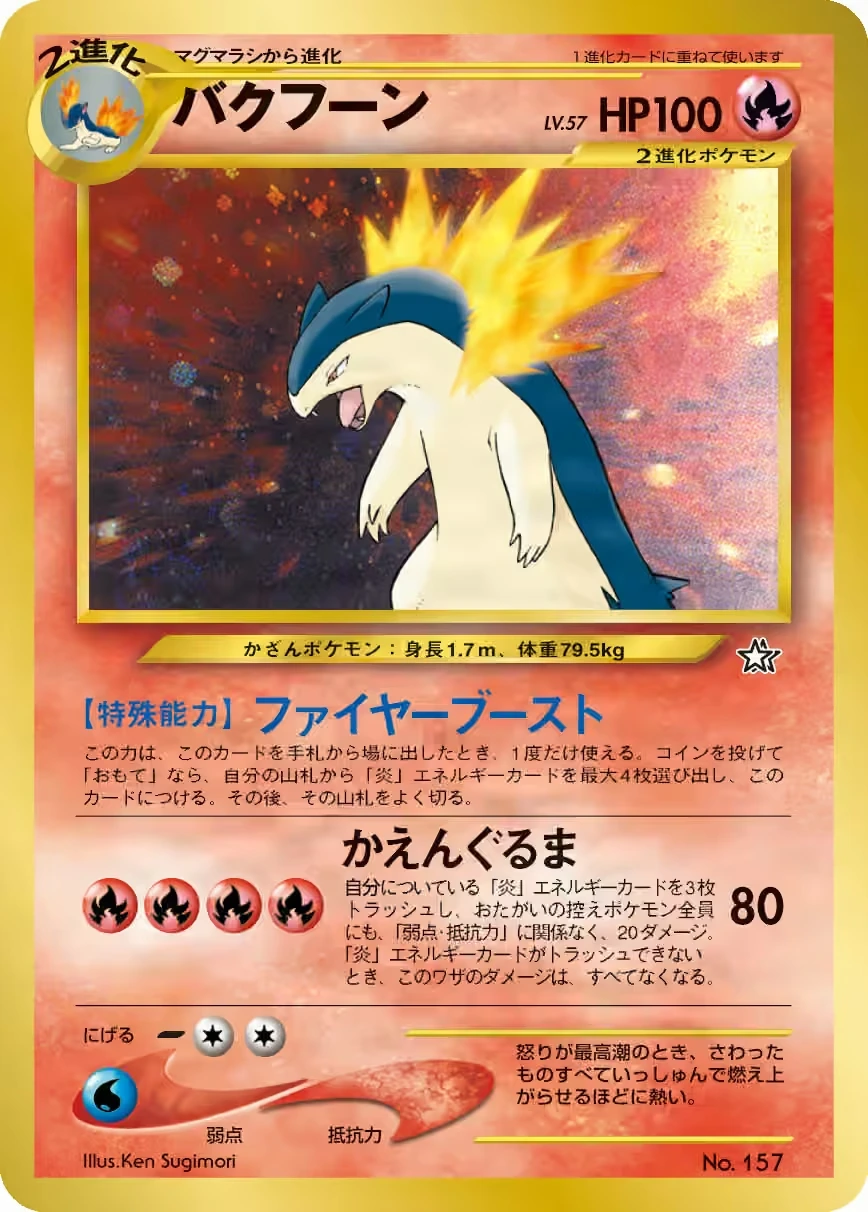 2進化
マグマラシから進化
1進化カードに重ねて使います
バクフーン
LV.57 HP100
2進化ポケモン
かざんポケモン：身長1.7m、体重79.5kg
【特殊能力】ファイヤーブースト
この力は、このカードを手札から場に出したとき、1度だけ使える。コインを投げて
「おもて」なら、自分の山札から「炎」エネルギーカードを最大4枚選び出し、この
カードにつける。その後、その山札をよく切る。
かえんぐるま
自分についている「炎」エネルギーカードを3枚
トラッシュし、おたがいの控えポケモン全員
にも、「弱点・抵抗力」に関係なく、20ダメージ。
「炎」エネルギーカードがトラッシュできない
とき、このワザのダメージは、すべてなくなる。
80
にげる
弱点
抵抗力
怒りが最高潮のとき、さわった
ものすべていっしゅんで燃え上
がらせるほどに熱い。
Illus.Ken Sugimori
No. 157